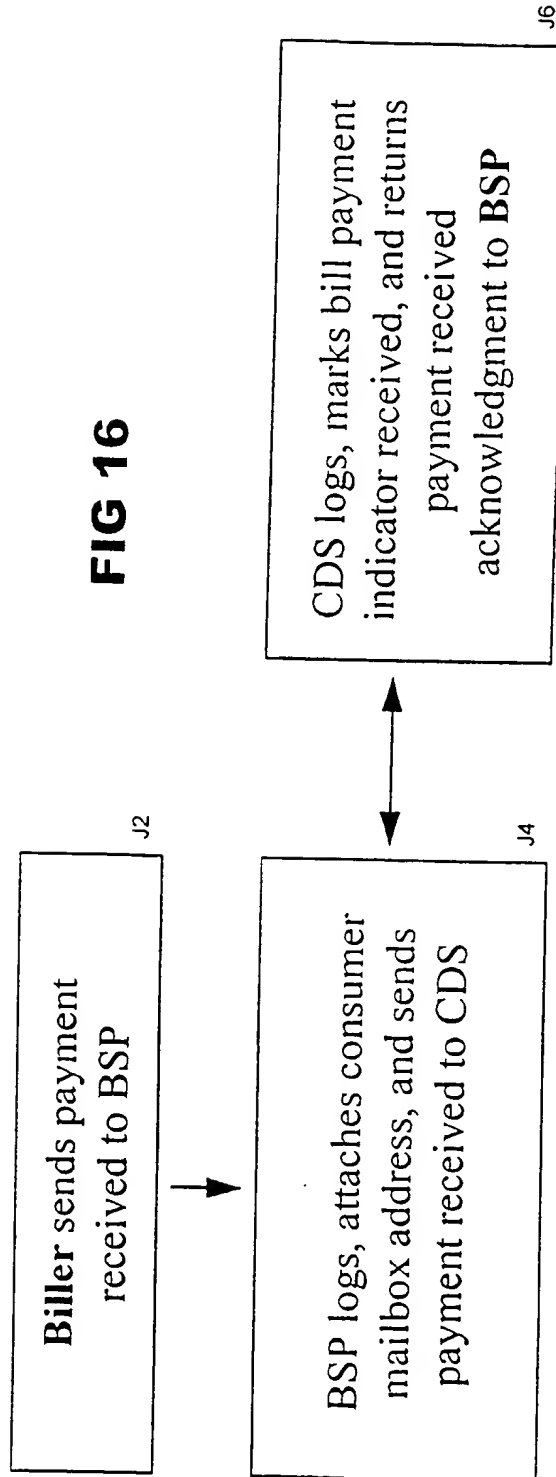 FIG 16
Biller sends payment
received to BSP
J2
BSP logs, attaches consumer
mailbox address, and sends
payment received to CDS
J4
CDS logs, marks bill payment
indicator received, and returns
payment received
acknowledgment to BSP
J6